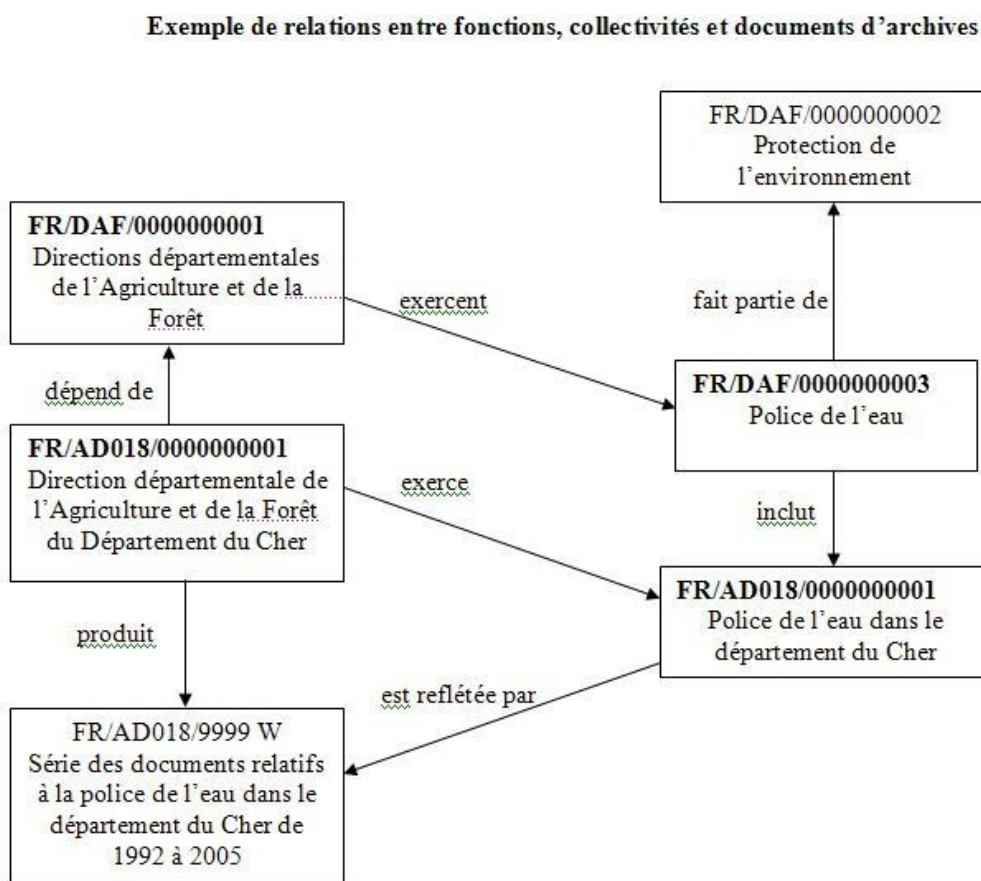 Exemple de relations entre fonctions, collectivités et documents d’archives
FR/DAF/0000000002
Protection de
l’environnement
FR/DAF/0000000001
Directions départementales
de l’Agriculture et de la
Forêt
exercent
fait partie de
dépend de
FR/DAF/0000000003
Police de l’eau
FR/AD018/0000000001
Direction départementale de
l’Agriculture et de la Forêt
du Département du Cher
exerce
inclut
produit
FR/AD018/0000000001
Police de l’eau dans le
département du Cher
est reflétée par
FR/AD018/9999 W
Série des documents relatifs
à la police de l’eau dans le
département du Cher de
1992 à 2005